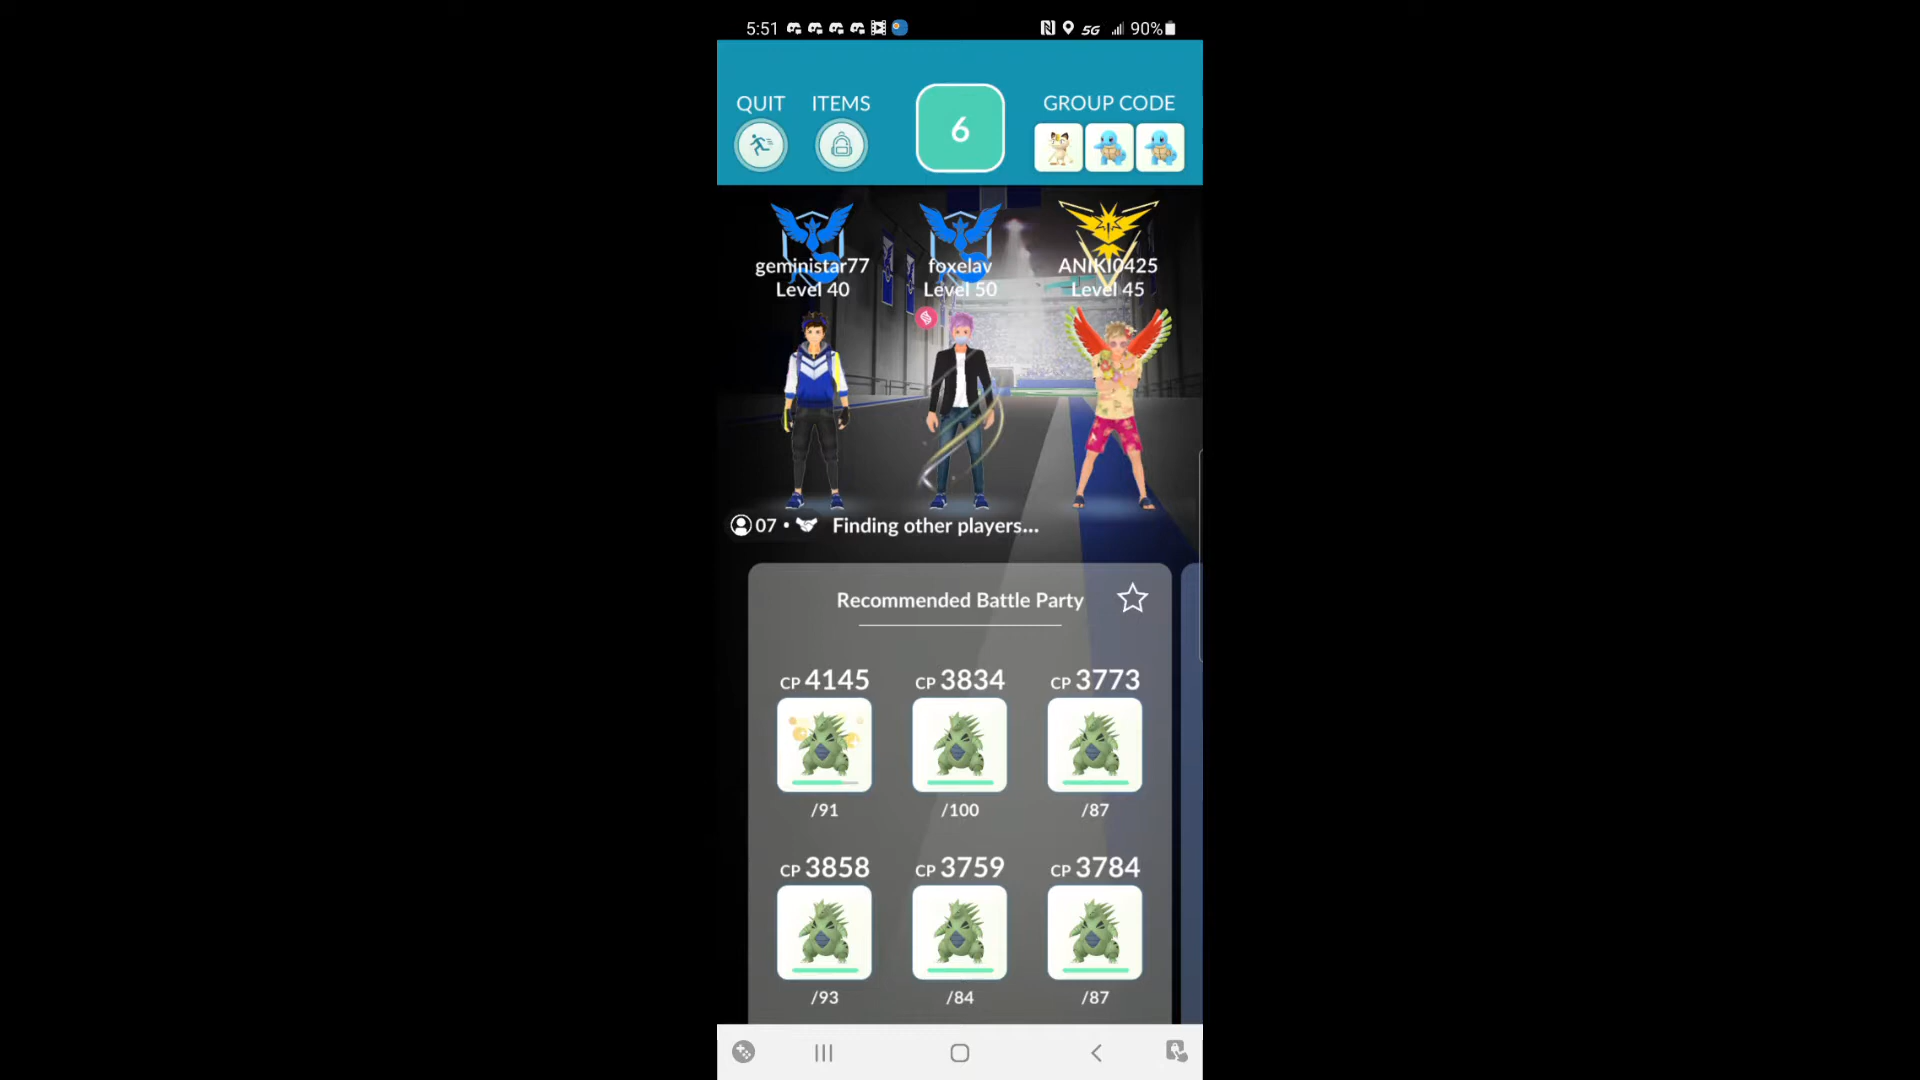 5:51 5G 90%
QUIT ITEMS 6 GROUP CODE
geministar77 foxelav ANIKI0425
Level 40 Level 50 Level 45
07 • Finding other players...
Recommended Battle Party
CP 4145 CP 3834 CP 3773
/91 /100 /87
CP 3858 CP 3759 CP 3784
/93 /84 /87